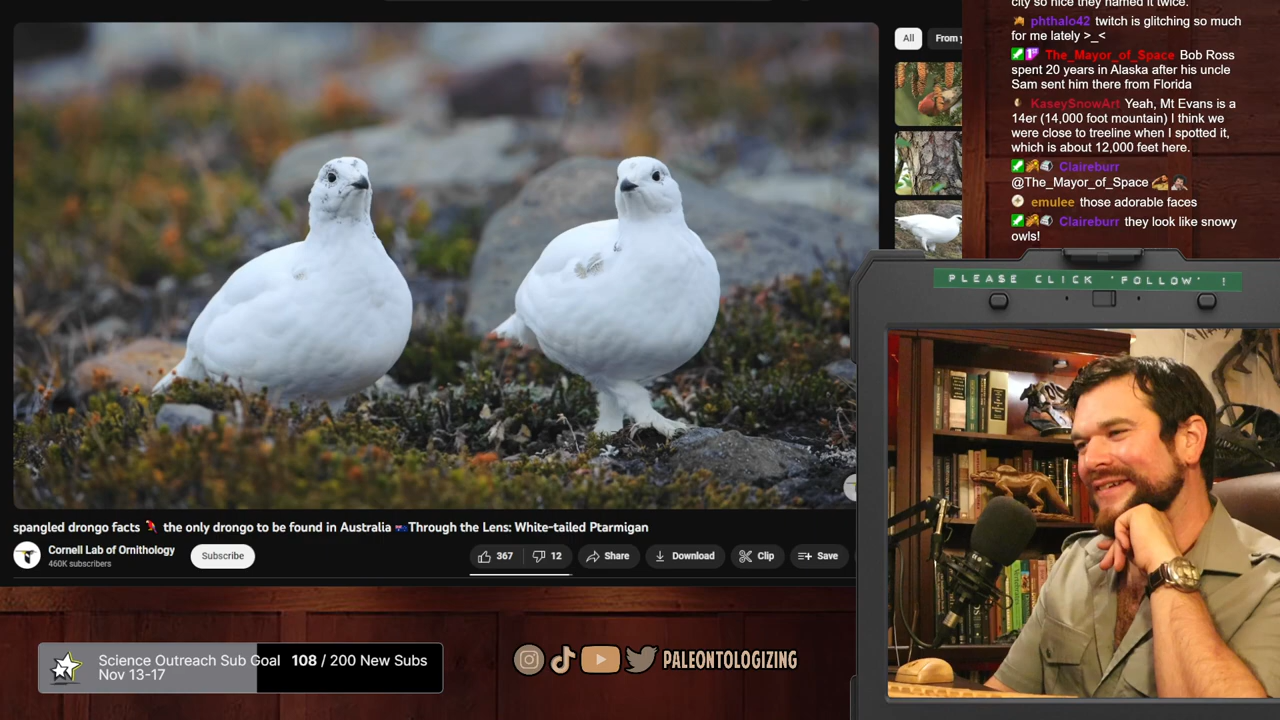 city so nice they named it twice.
phthalo42 twitch is glitching so much
for me lately >_<
The_Mayor_of_Space Bob Ross
spent 20 years in Alaska after his uncle
Sam sent him there from Florida
KaseySnowArt Yeah, Mt Evans is a
14er (14,000 foot mountain) I think we
were close to treeline when I spotted it,
which is about 12,000 feet here.
Claireburr
@The_Mayor_of_Space
emulee those adorable faces
Claireburr they look like snowy
owls!
All
From
PLEASE CLICK 'FOLLOW' !
spangled drongo facts the only drongo to be found in Australia Through the Lens: White-tailed Ptarmigan
Cornell Lab of Ornithology
460K subscribers
Subscribe
367
12
Share
Download
Clip
Save
Science Outreach Sub Goal 108 / 200 New Subs
Nov 13-17
PALEONTOLOGIZING